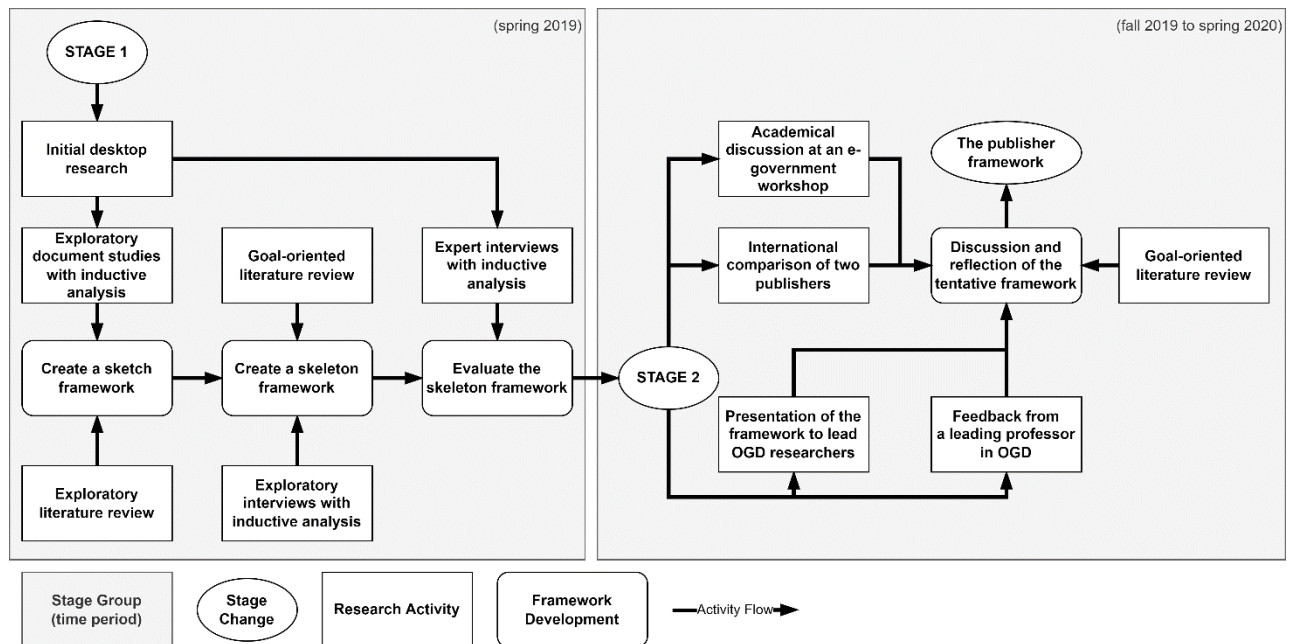 (spring 2019)
STAGE 1
Initial desktop
research
Exploratory
document studies
with inductive
analysis
Goal-oriented
literature review
Expert interviews
with inductive
analysis
Create a sketch
framework
Create a skeleton
framework
Evaluate the
skeleton framework
Exploratory
literature review
Exploratory
interviews with
inductive analysis
(fall 2019 to spring 2020)
Academical
discussion at an e-
government
workshop
The publisher
framework
International
comparison of two
publishers
Discussion and
reflection of the
tentative framework
Goal-oriented
literature review
STAGE 2
Presentation of the
framework to lead
OGD researchers
Feedback from
a leading professor
in OGD
Stage Group
(time period)
Stage
Change
Research Activity
Framework
Development
Activity Flow